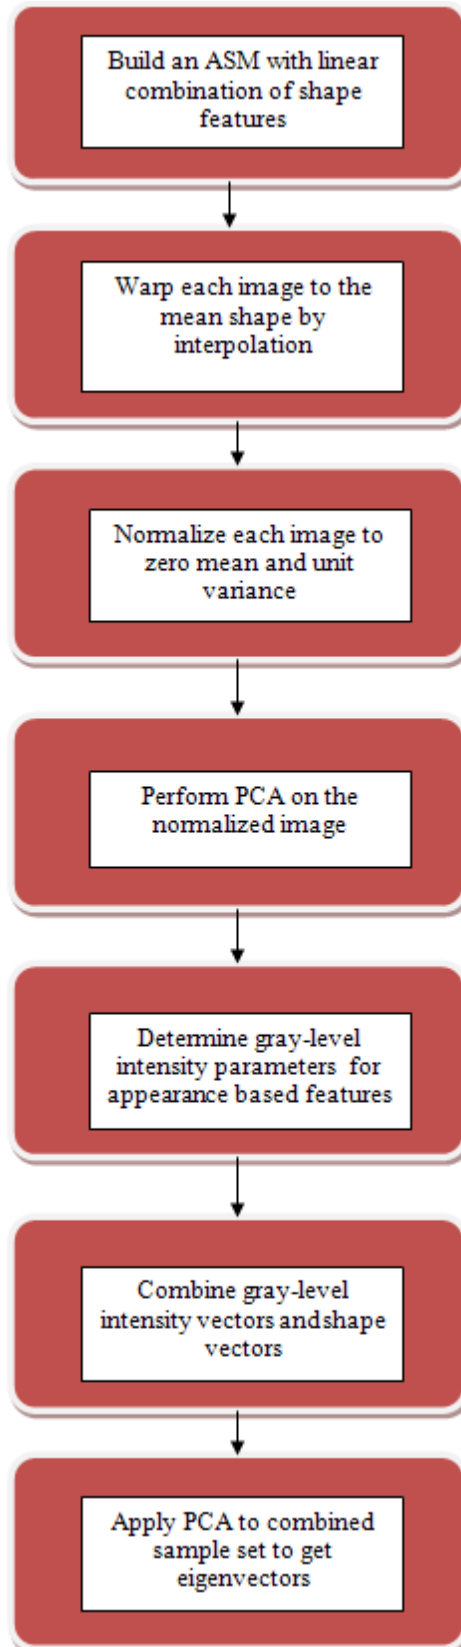 Build an ASM with linear
combination of shape
features
Warp each image to the
mean shape by
interpolation
Normalize each image to
zero mean and unit
variance
Perform PCA on the
normalized image
Determine gray-level
intensity parameters for
appearance based features
Combine gray-level
intensity vectors and shape
vectors
Apply PCA to combined
sample set to get
eigenvectors